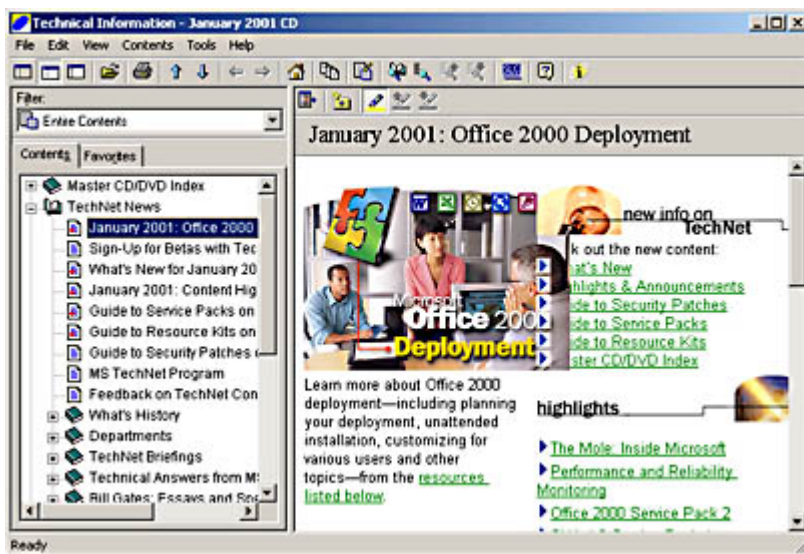 Technical Information - January 2001 CD
File Edit View Contents Tools Help
Filter:
Entire Contents
Contents Favorites
Master CD/DVD Index
TechNet News
January 2001: Office 2000
Sign-Up for Betas with Tec
What's New for January 20
January 2001: Content Hig
Guide to Service Packs on
Guide to Resource Kits on
Guide to Security Patches
MS TechNet Program
Feedback on TechNet Con
What's History
Departments
TechNet Briefings
Technical Answers from M
Bill Gates: Essays and Spe
Ready
January 2001: Office 2000 Deployment
Microsoft
Office 200
Deployment
Learn more about Office 2000
deployment—including planning
your deployment, unattended
installation, customizing for
various users and other
topics—from the resources
listed below.
new info on
TechNet
k out the new content:
at's New
hlights & Announcements
ide to Security Patches
ide to Service Packs
ide to Resource Kits
ster CD/DVD Index
highlights
The Mole: Inside Microsoft
Performance and Reliability
Monitoring
Office 2000 Service Pack 2